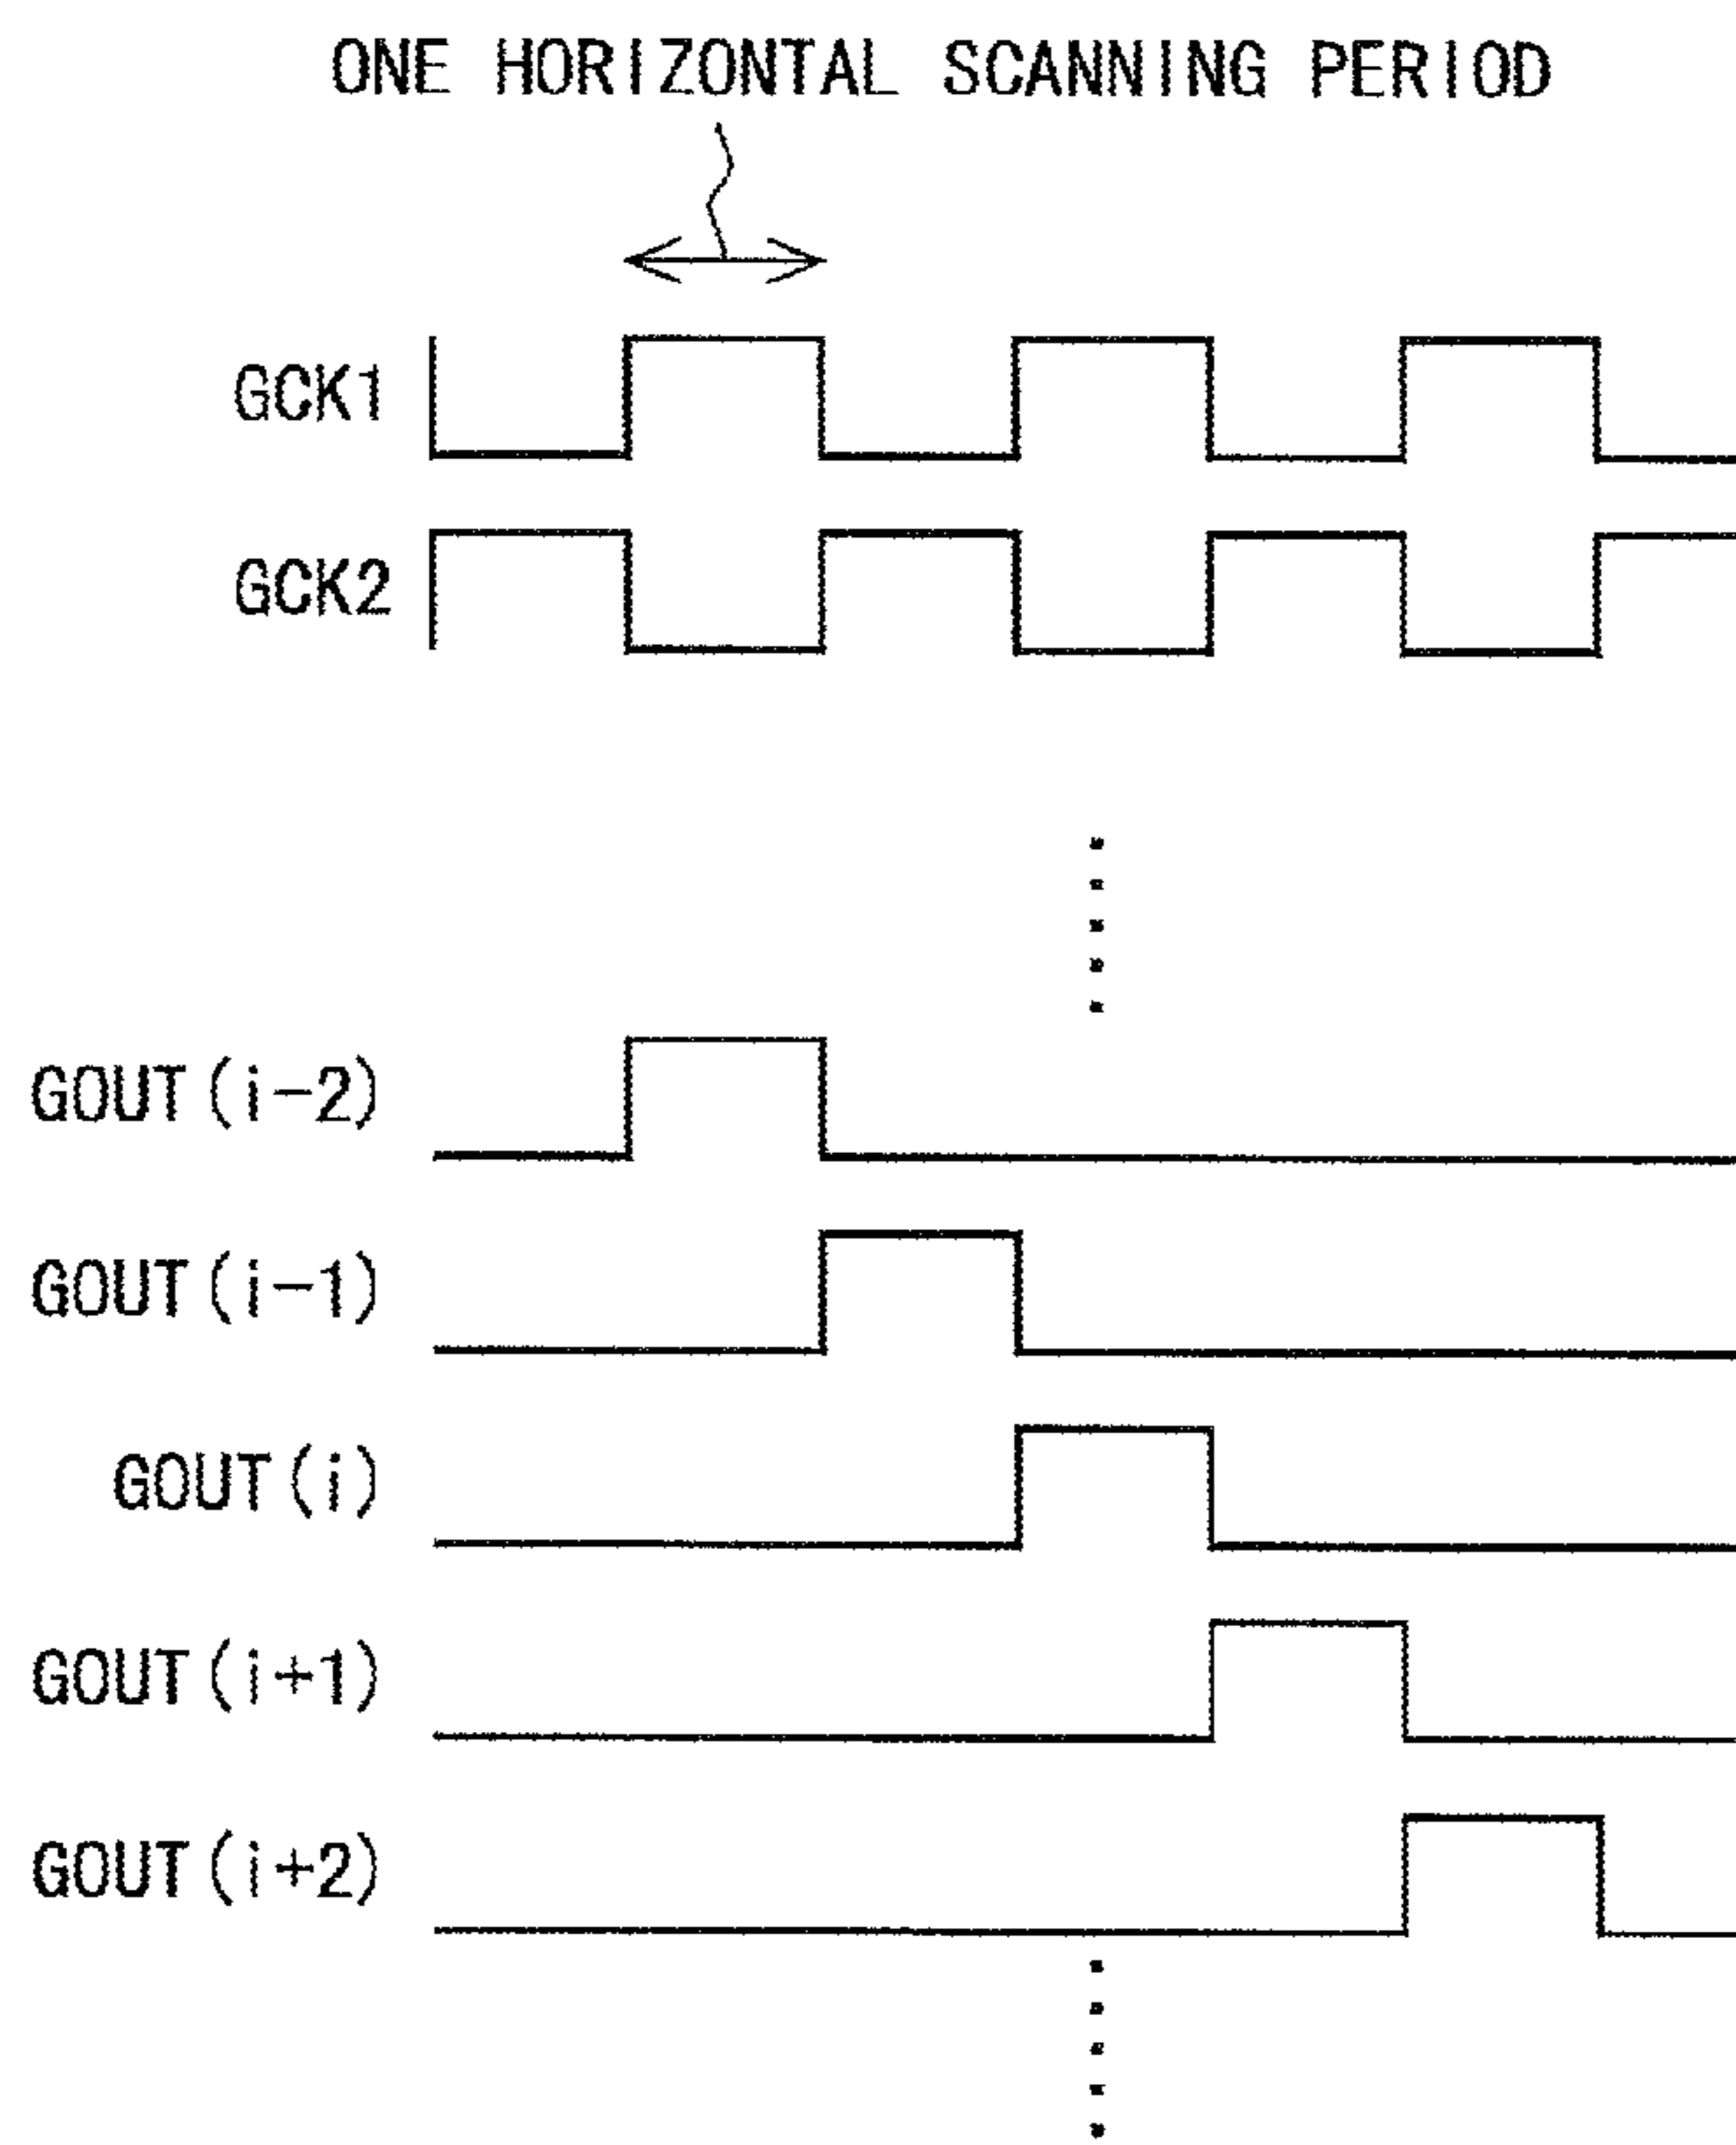 ONE HORIZONTAL SCANNING PERIOD
GCK1
GCK2
GOUT(i-2)
GOUT(i-1)
GOUT(i)
GOUT(i+1)
GOUT(i+2)